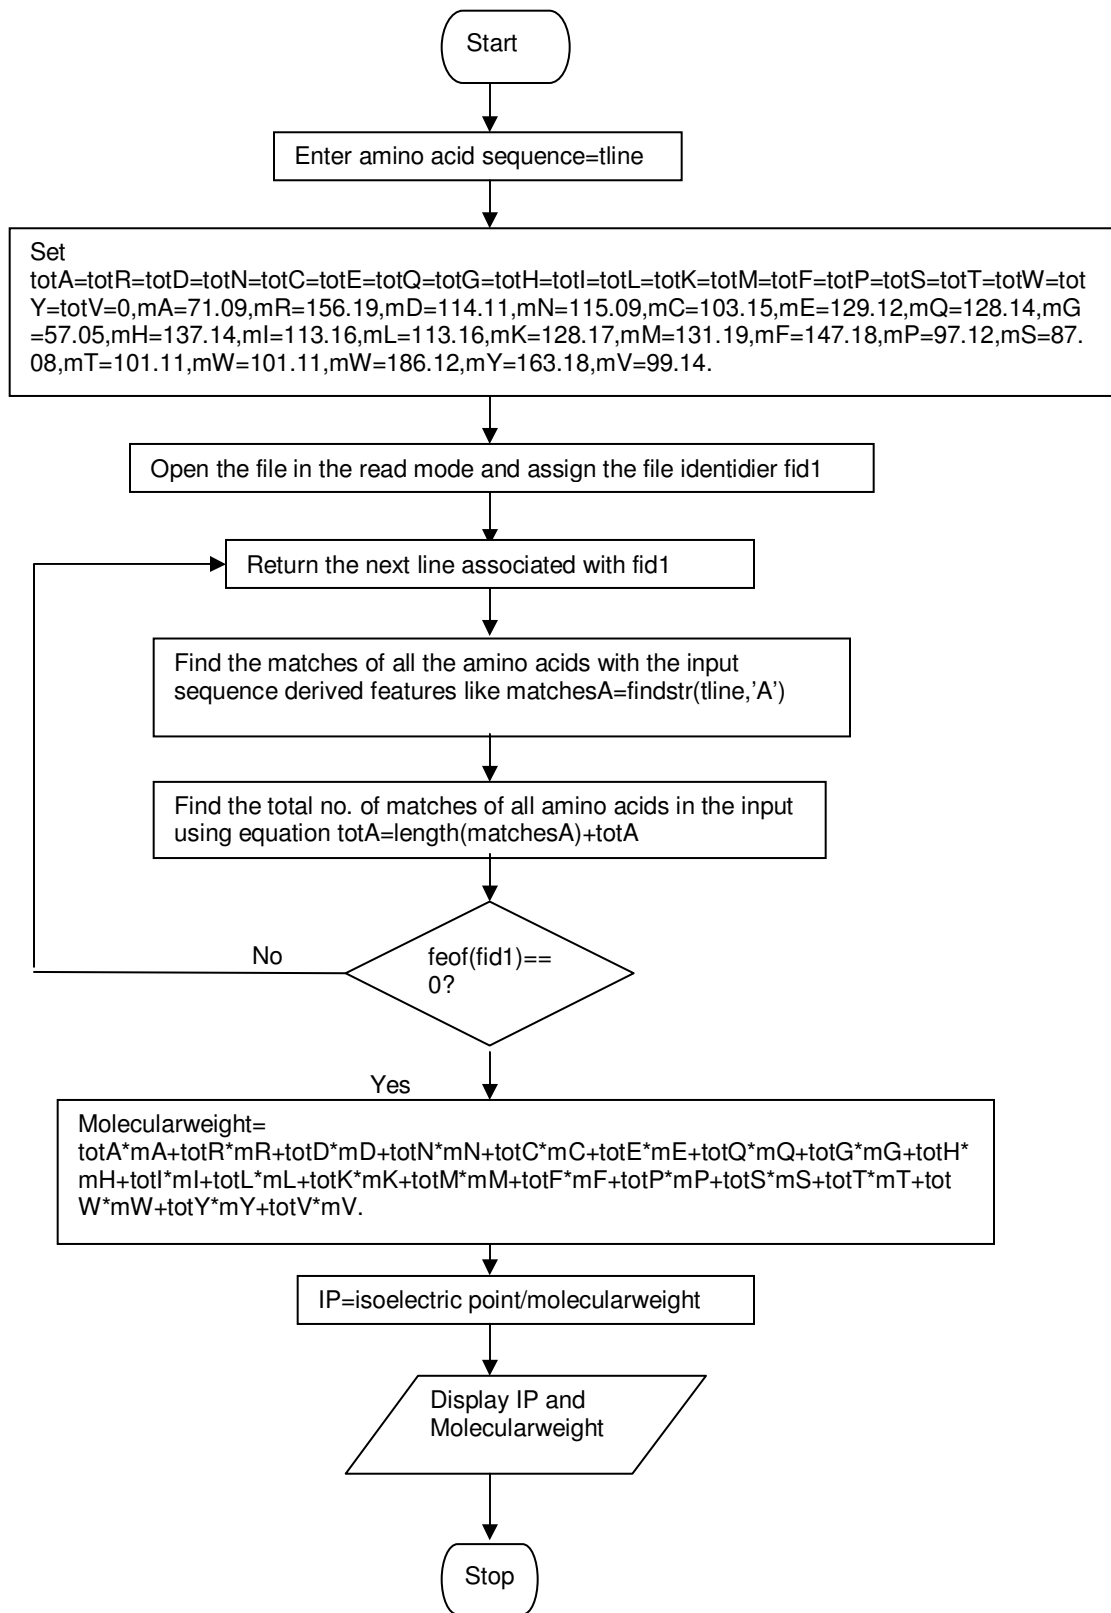 Start
Enter amino acid sequence=tline
Set
totA=totR=totD=totN=totC=totE=totQ=totG=totH=totI=totL=totK=totM=totF=totP=totS=totT=totW=tot
Y=totV=0,mA=71.09,mR=156.19,mD=114.11,mN=115.09,mC=103.15,mE=129.12,mQ=128.14,mG
=57.05,mH=137.14,mI=113.16,mL=113.16,mK=128.17,mM=131.19,mF=147.18,mP=97.12,mS=87.
08,mT=101.11,mW=101.11,mW=186.12,mY=163.18,mV=99.14.
Open the file in the read mode and assign the file identidier fid1
Return the next line associated with fid1
Find the matches of all the amino acids with the input
sequence derived features like matchesA=findstr(tline,'A')
Find the total no. of matches of all amino acids in the input
using equation totA=length(matchesA)+totA
No
feof(fid1)==
0?
Yes
Molecularweight=
totA*mA+totR*mR+totD*mD+totN*mN+totC*mC+totE*mE+totQ*mQ+totG*mG+totH*
mH+totI*mI+totL*mL+totK*mK+totM*mM+totF*mF+totP*mP+totS*mS+totT*mT+tot
W*mW+totY*mY+totV*mV.
IP=isoelectric point/molecularweight
Display IP and
Molecularweight
Stop